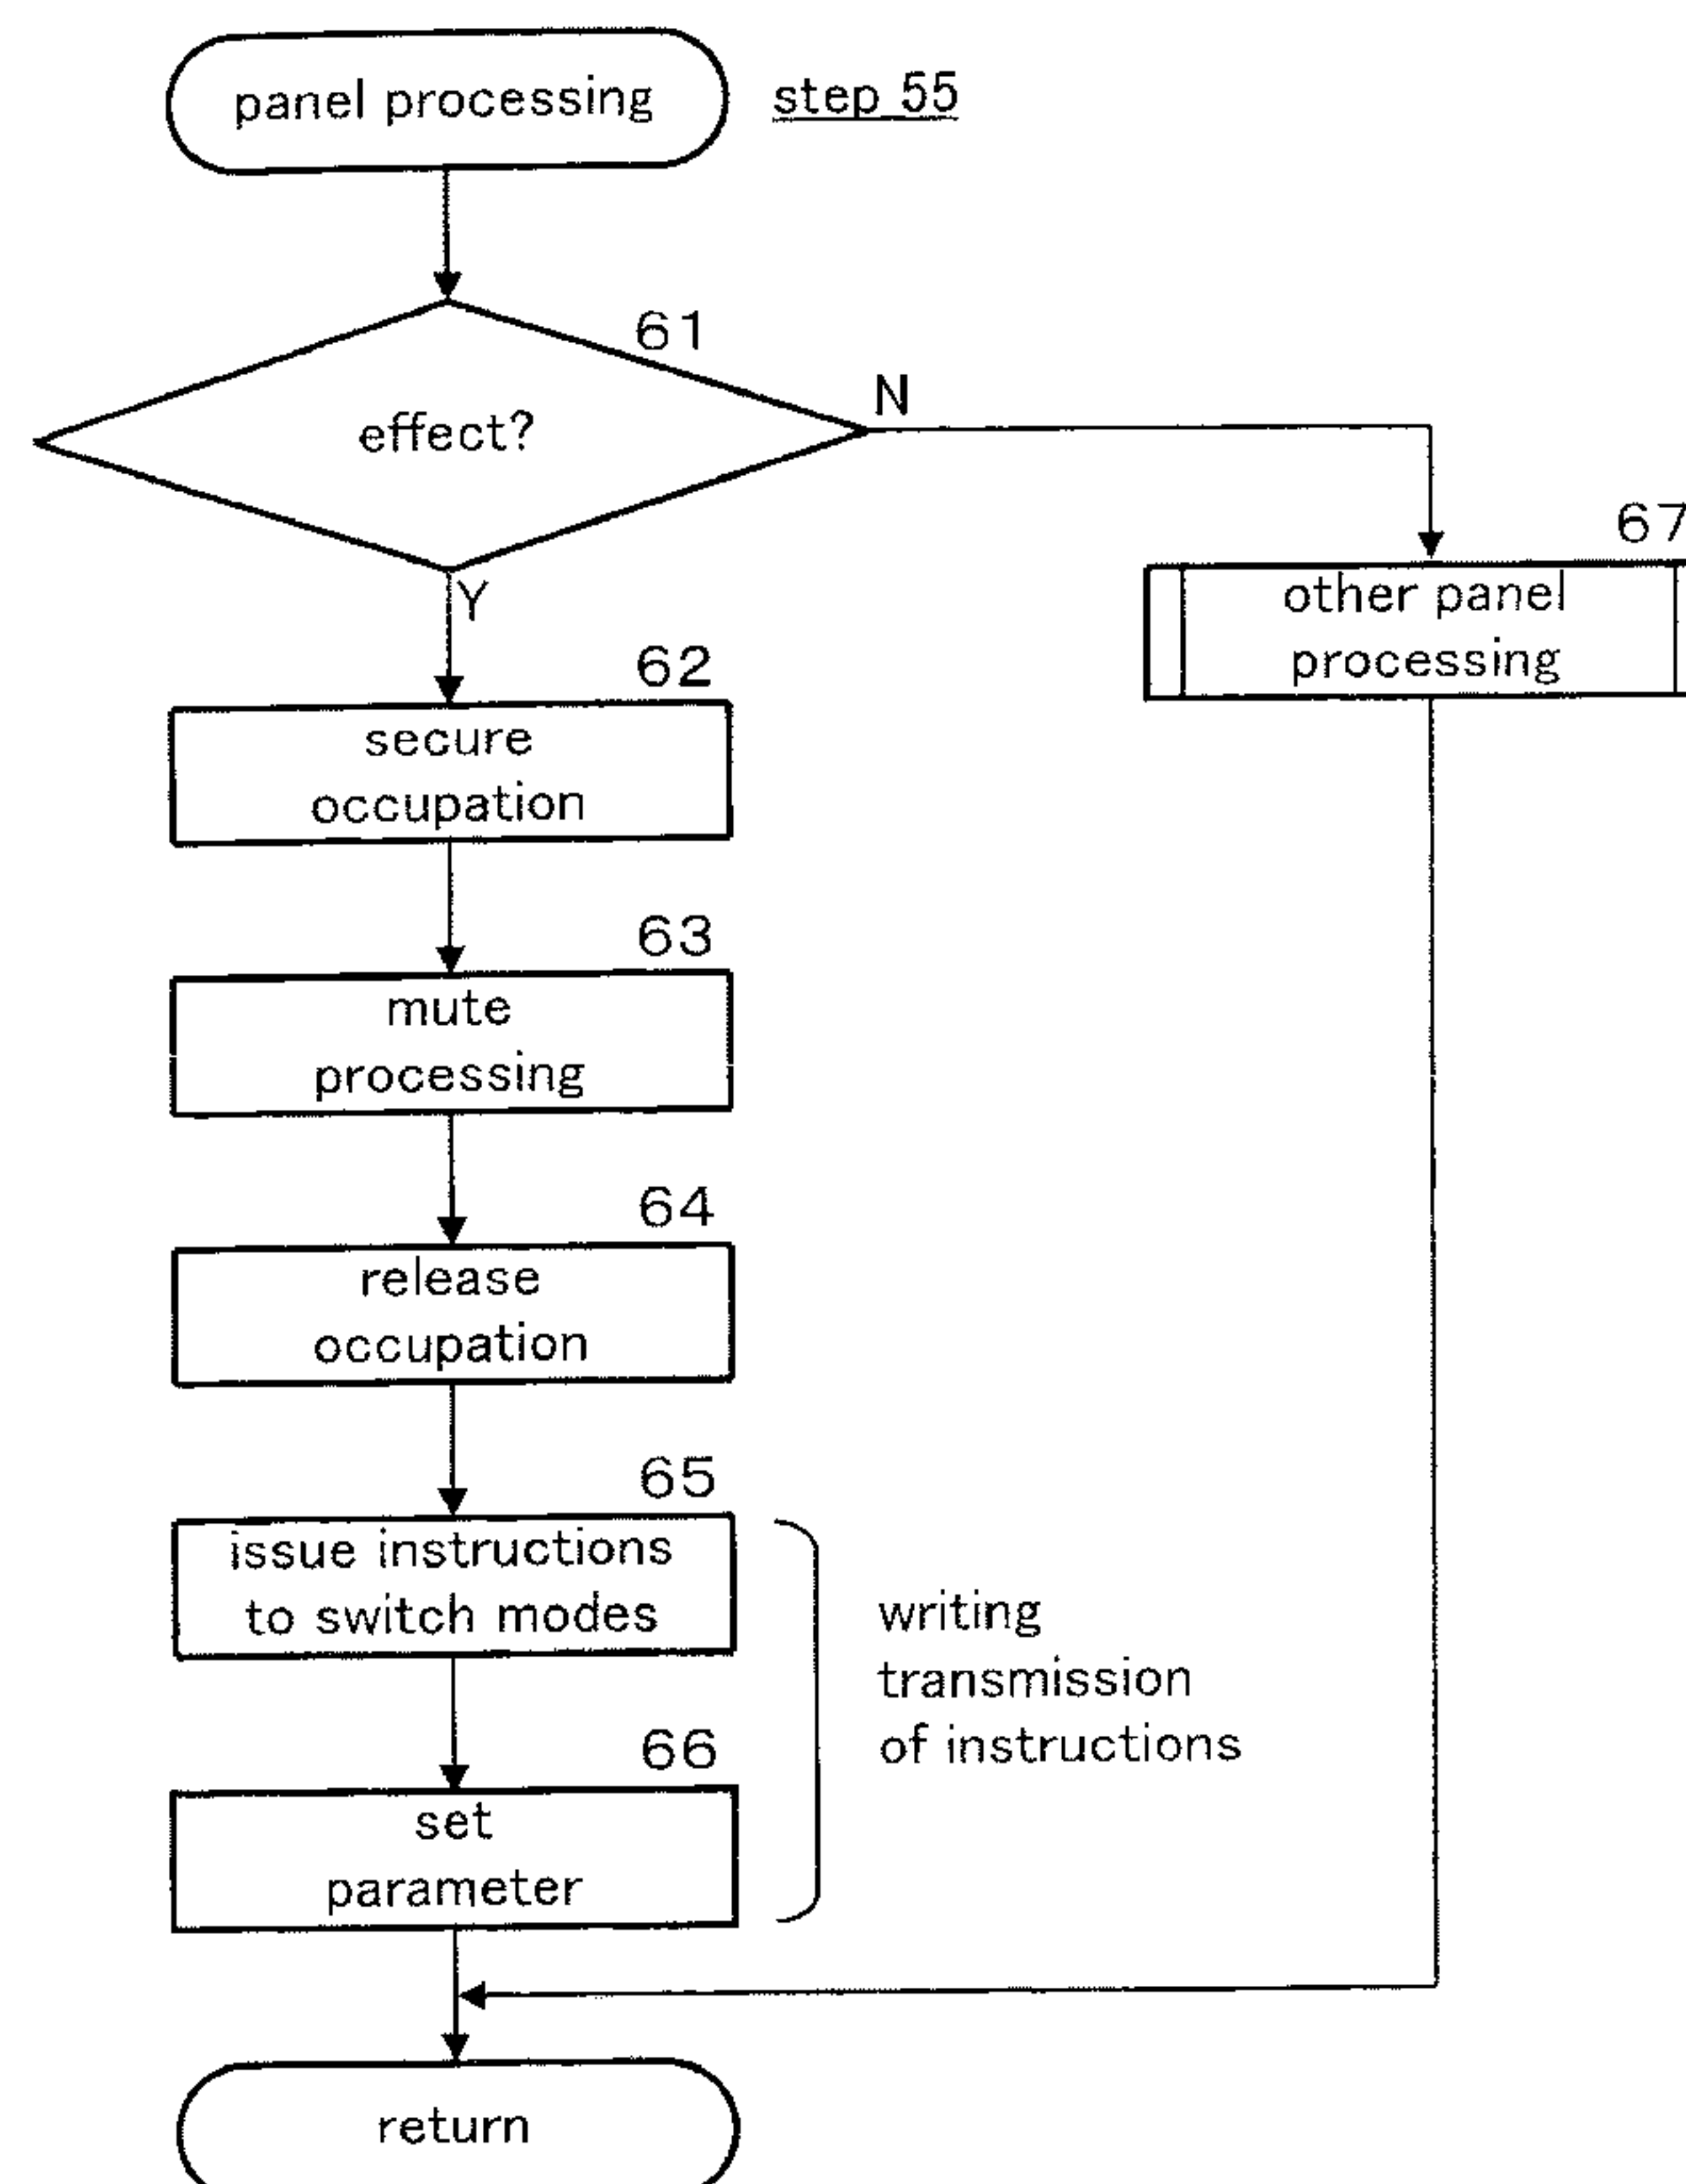 panel processing
step 55
61
effect?
N
Y
67
other panel
processing
62
secure
occupation
63
mute
processing
64
release
occupation
65
issue instructions
to switch modes
writing
transmission
of instructions
66
set
parameter
return